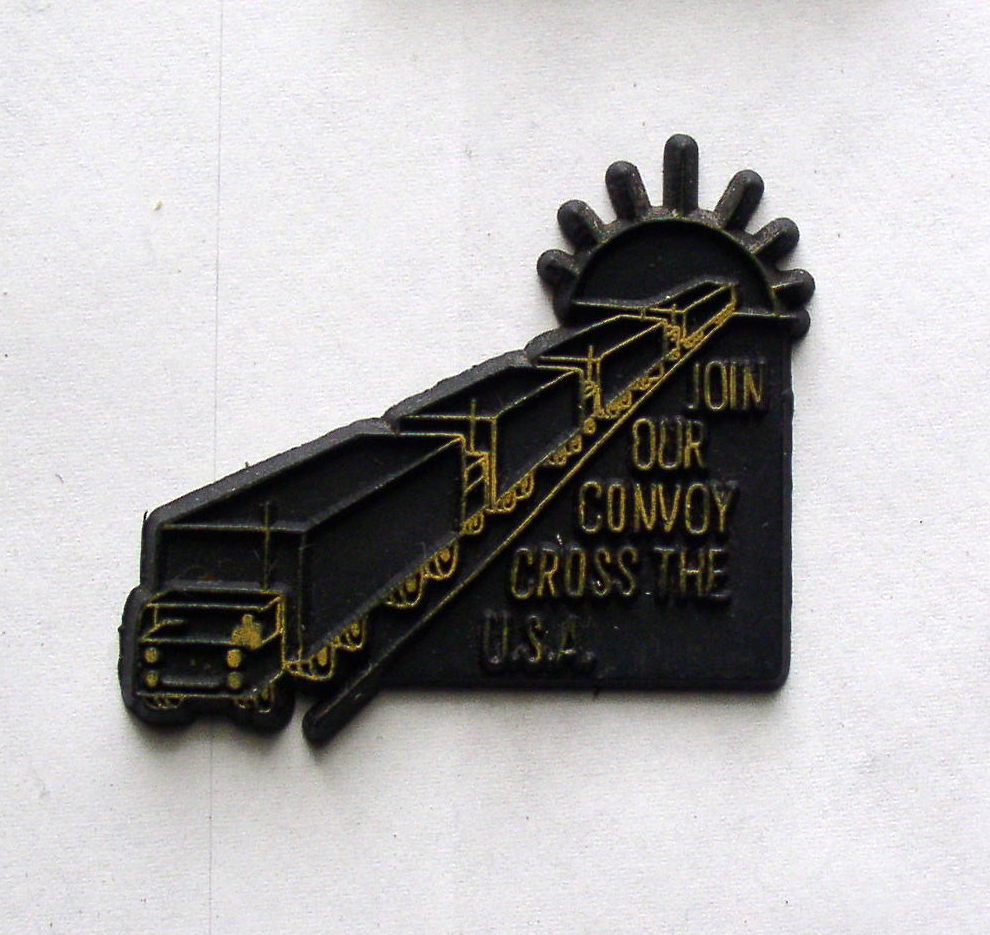 JOIN
OUR
CONVOY
CROSS THE
U.S.A.